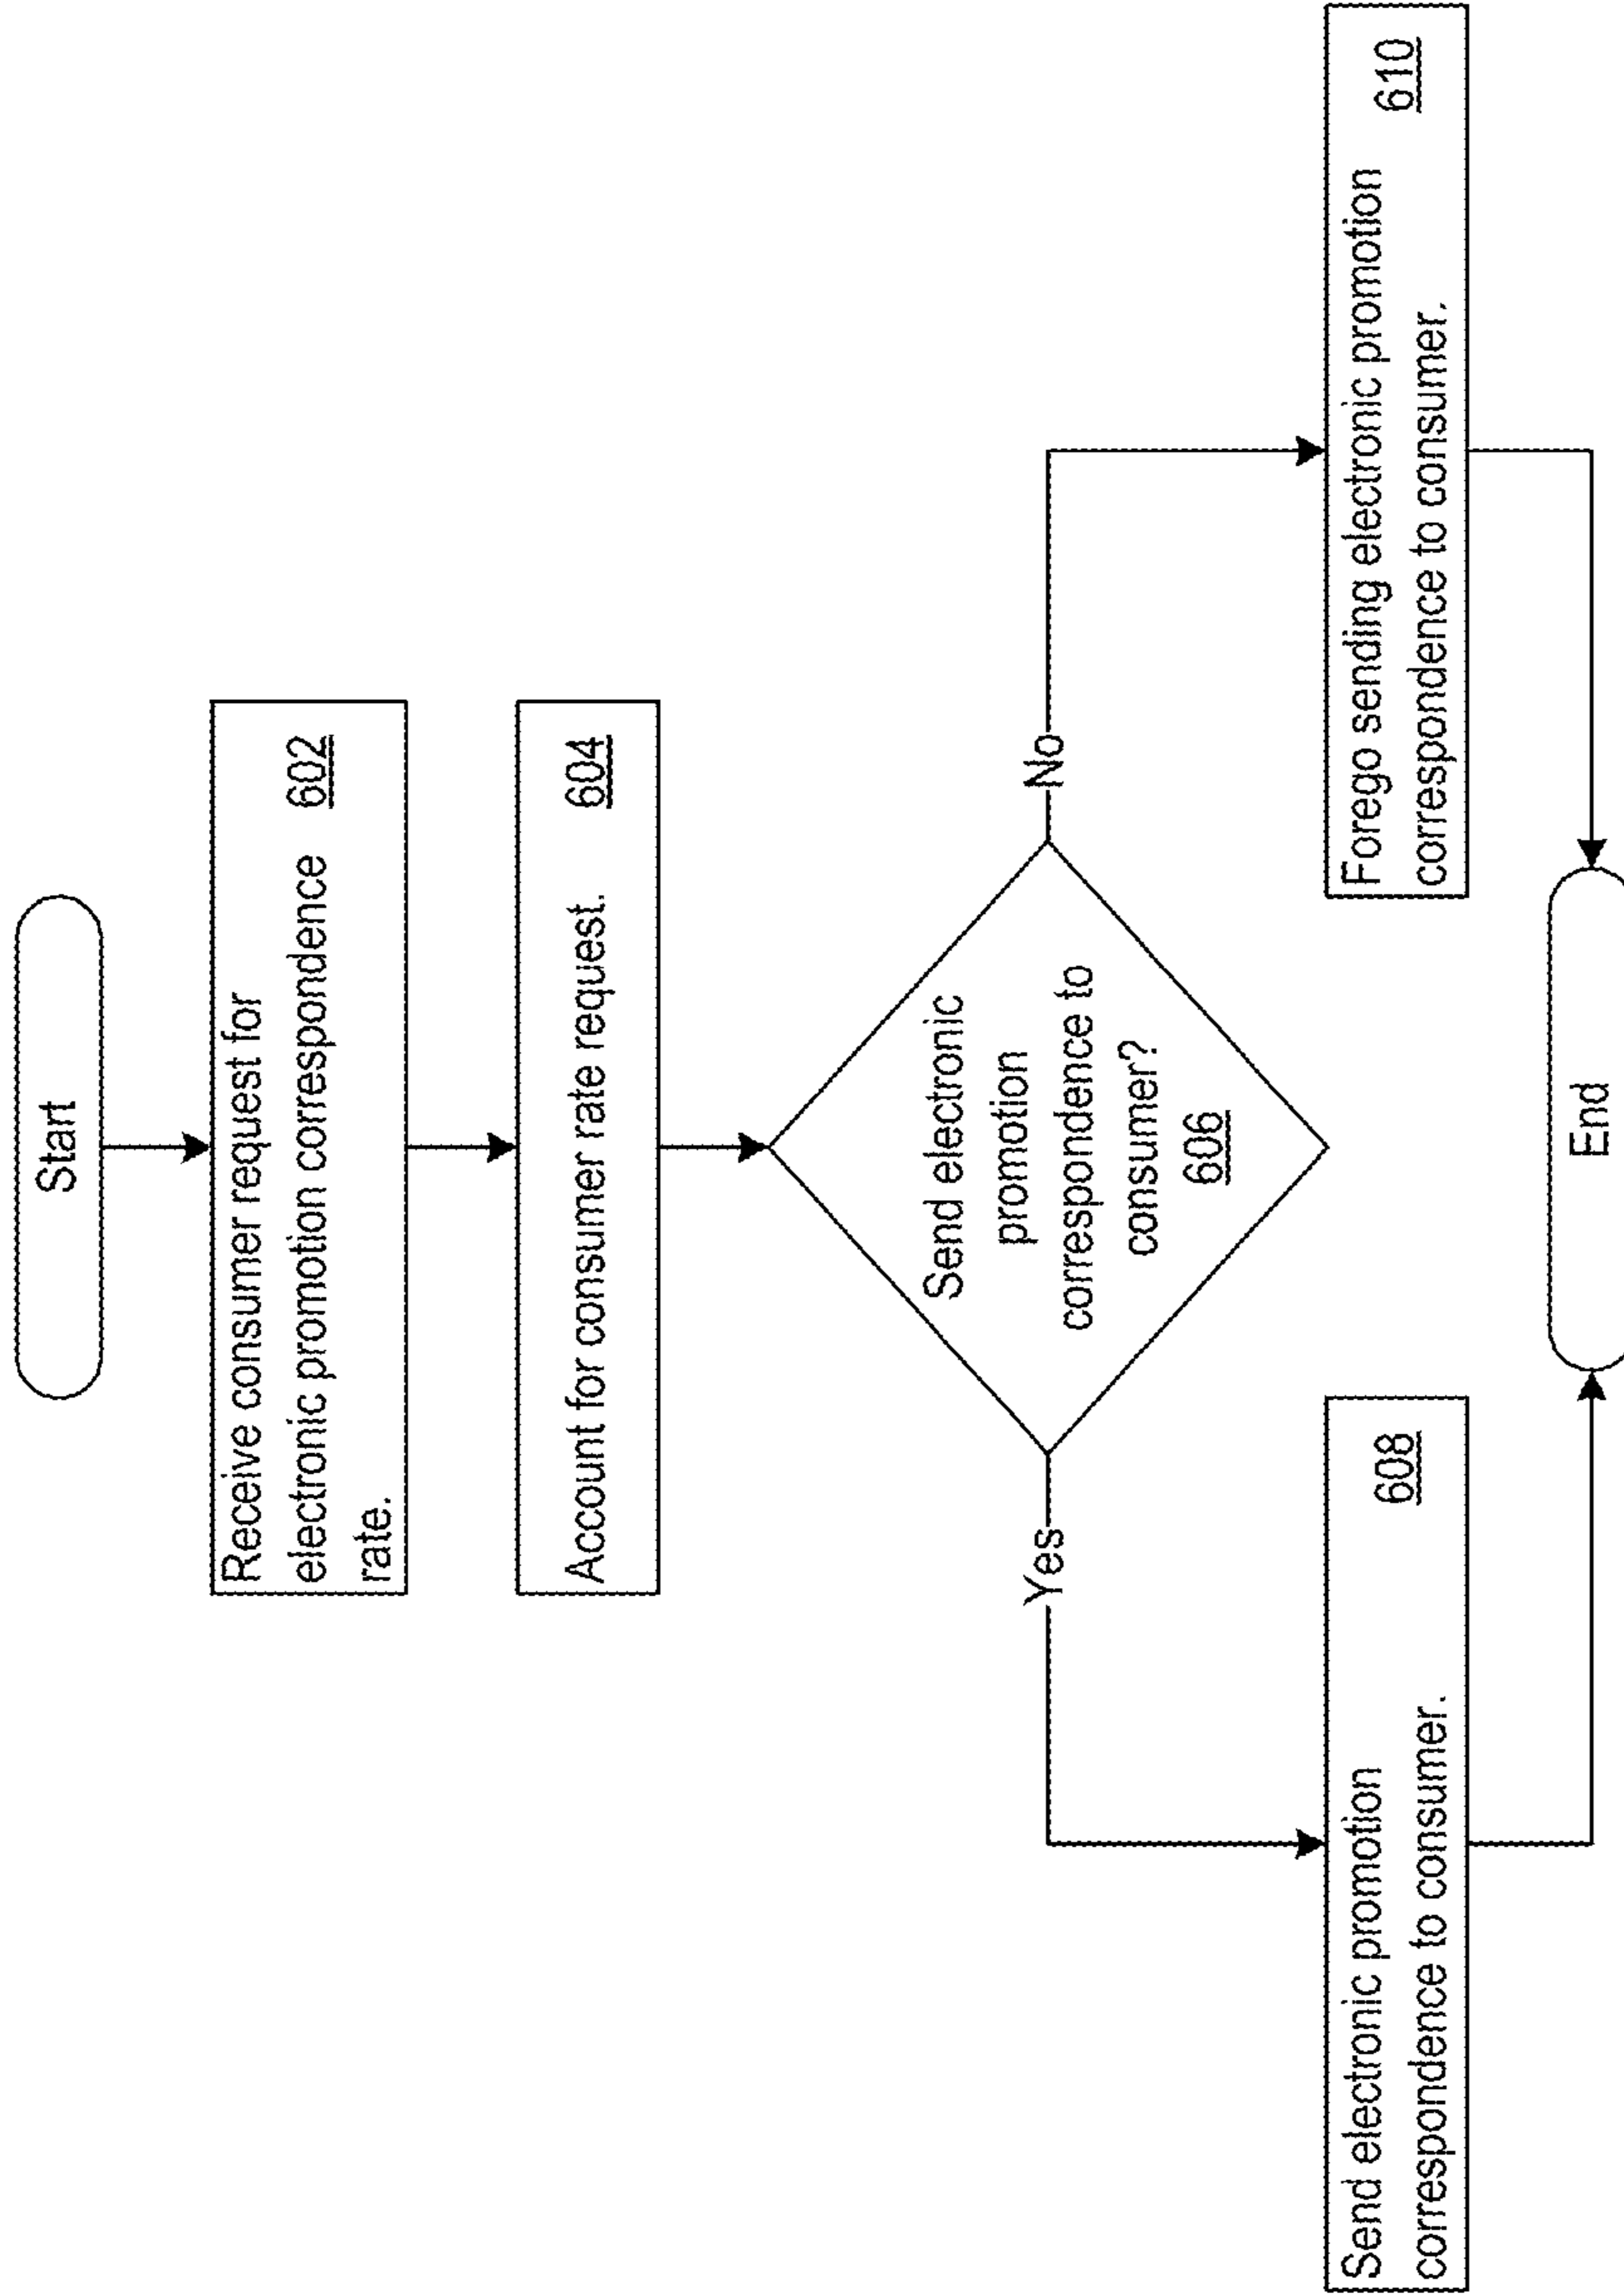 Start
Receive consumer request for
electronic promotion correspondence 602
rate.
Account for consumer rate request. 604
Send electronic
promotion
correspondence to
consumer?
606
Yes
No
Send electronic promotion
correspondence to consumer. 608
Forego sending electronic promotion
correspondence to consumer. 610
End